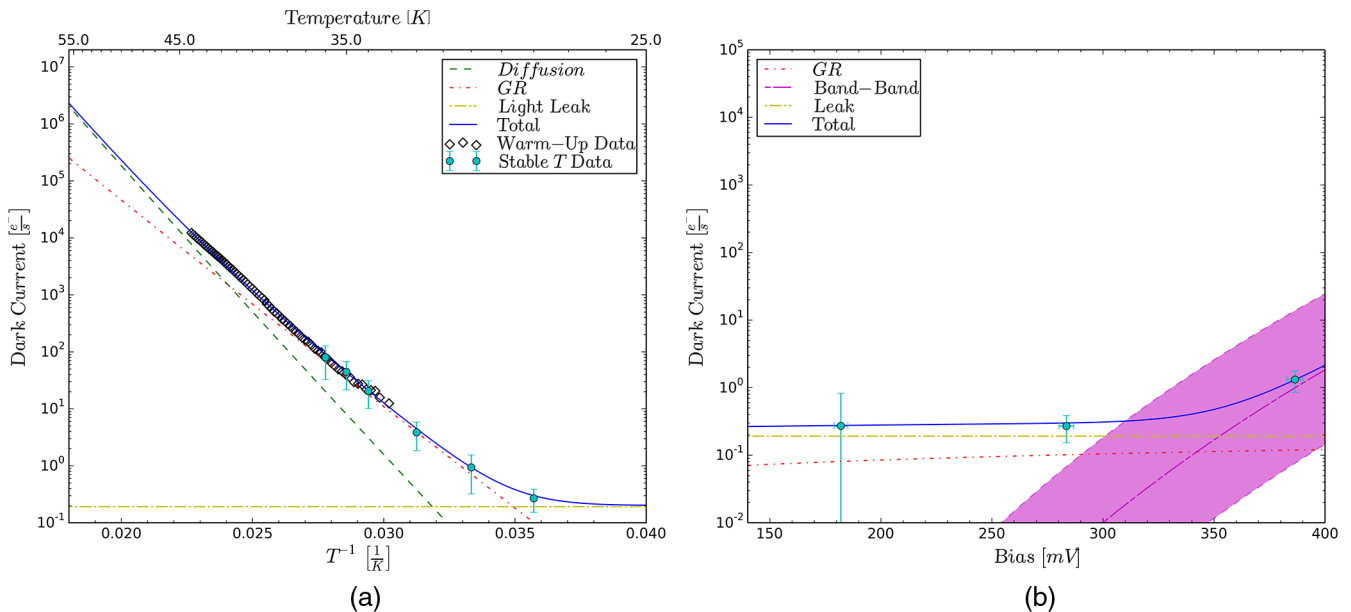 Temperature [K]
55.0 45.0 35.0 25.0
10^7
10^6
10^5
10^4
10^3
10^2
10^1
10^0
10^-1
Dark Current [e^-/s]
Diffusion
GR
Light Leak
Total
Warm-Up Data
Stable T Data
0.020 0.025 0.030 0.035 0.040
T^-1 [1/K]
(a)
10^5
10^4
10^3
10^2
10^1
10^0
10^-1
10^-2
Dark Current [e^-/s]
GR
Band-Band
Leak
Total
150 200 250 300 350 400
Bias [mV]
(b)